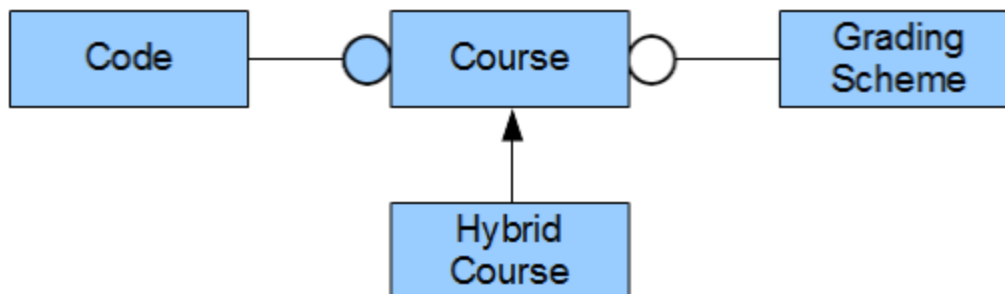 Code
Course
Grading
Scheme
Hybrid
Course